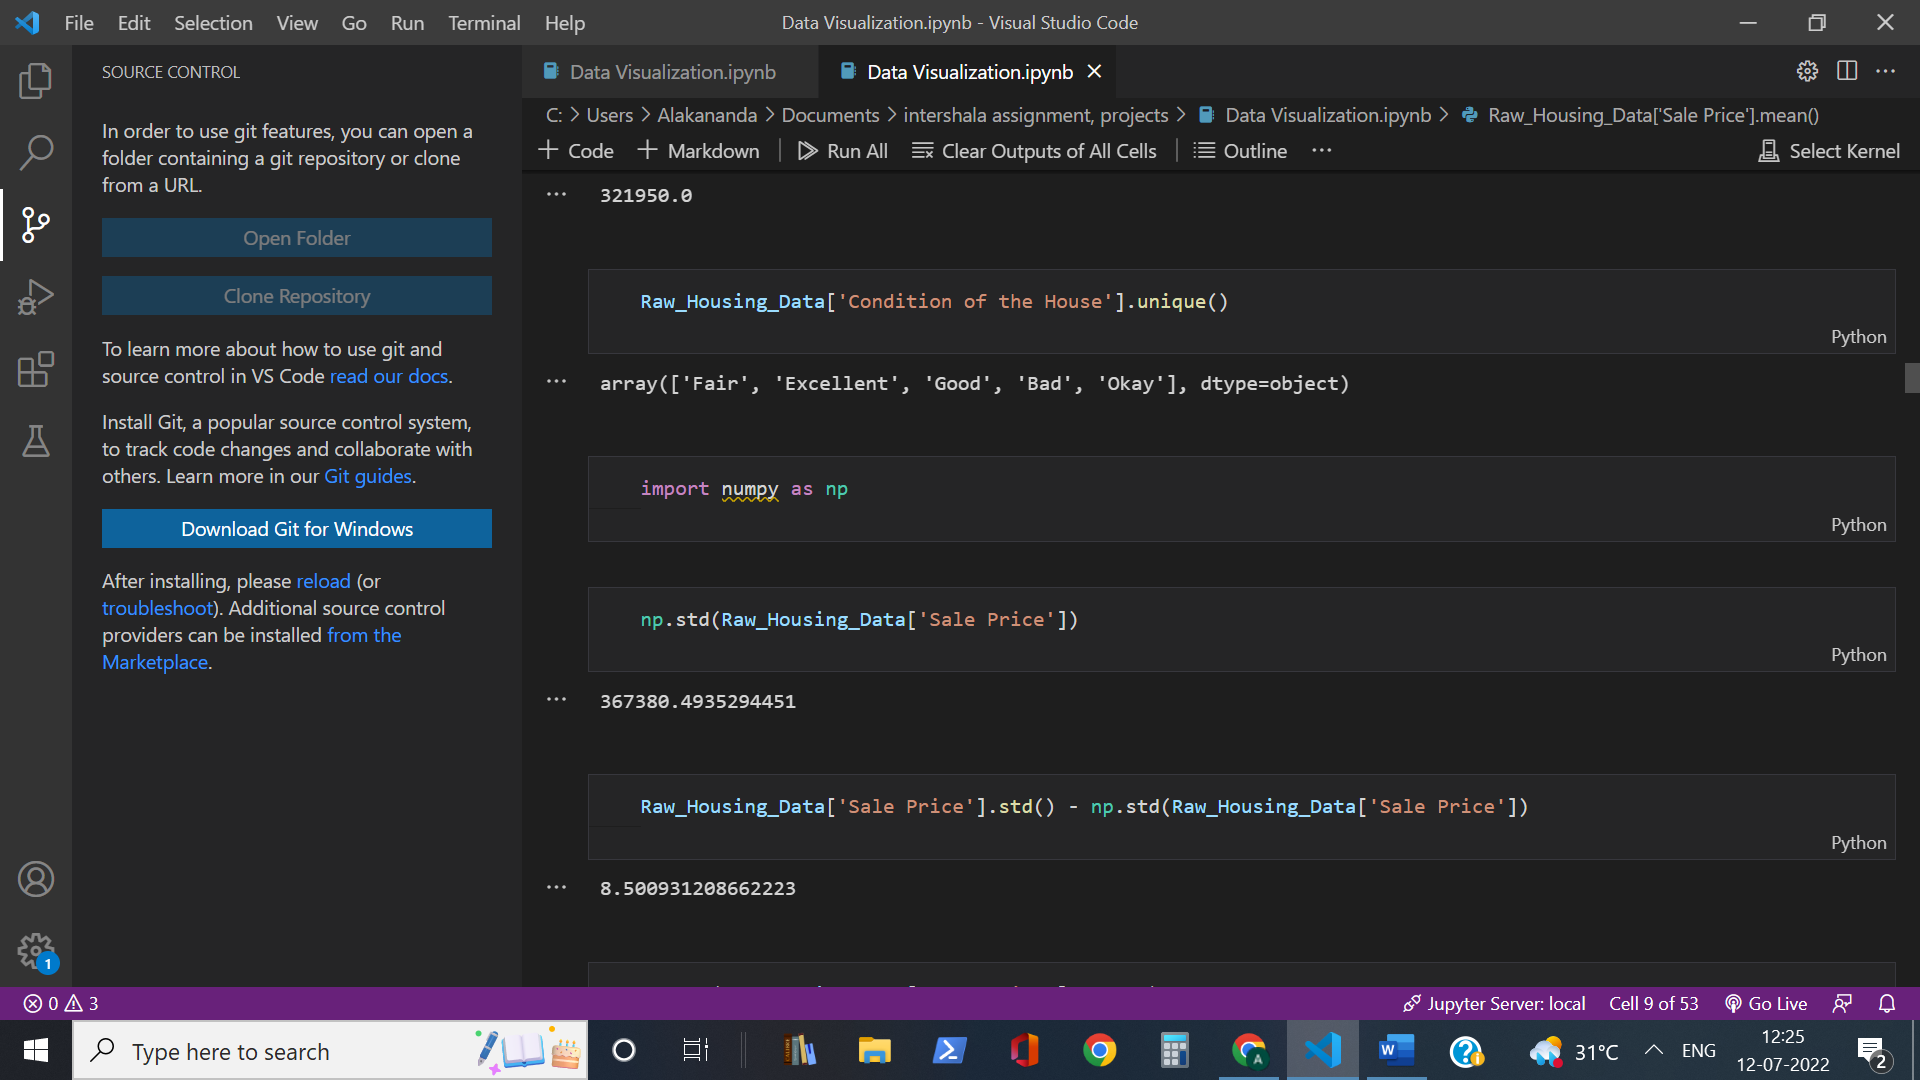 File Edit Selection View Go Run Terminal Help
Data Visualization.ipynb - Visual Studio Code
SOURCE CONTROL
In order to use git features, you can open a
folder containing a git repository or clone
from a URL.
Open Folder
Clone Repository
To learn more about how to use git and
source control in VS Code read our docs.
Install Git, a popular source control system,
to track code changes and collaborate with
others. Learn more in our Git guides.
Download Git for Windows
After installing, please reload (or
troubleshoot). Additional source control
providers can be installed from the
Marketplace.
1
Data Visualization.ipynb
Data Visualization.ipynb
C: > Users > Alakananda > Documents > intershala assignment, projects > Data Visualization.ipynb > Raw_Housing_Data['Sale Price'].mean()
+ Code + Markdown Run All Clear Outputs of All Cells Outline ... Select Kernel
... 321950.0
Raw_Housing_Data['Condition of the House'].unique()
Python
... array(['Fair', 'Excellent', 'Good', 'Bad', 'Okay'], dtype=object)
import numpy as np
Python
np.std(Raw_Housing_Data['Sale Price'])
Python
... 367380.4935294451
Raw_Housing_Data['Sale Price'].std() - np.std(Raw_Housing_Data['Sale Price'])
Python
... 8.500931208662223
0 3
Jupyter Server: local Cell 9 of 53 Go Live
Type here to search
W
A
31°C ENG
12:25
12-07-2022
2